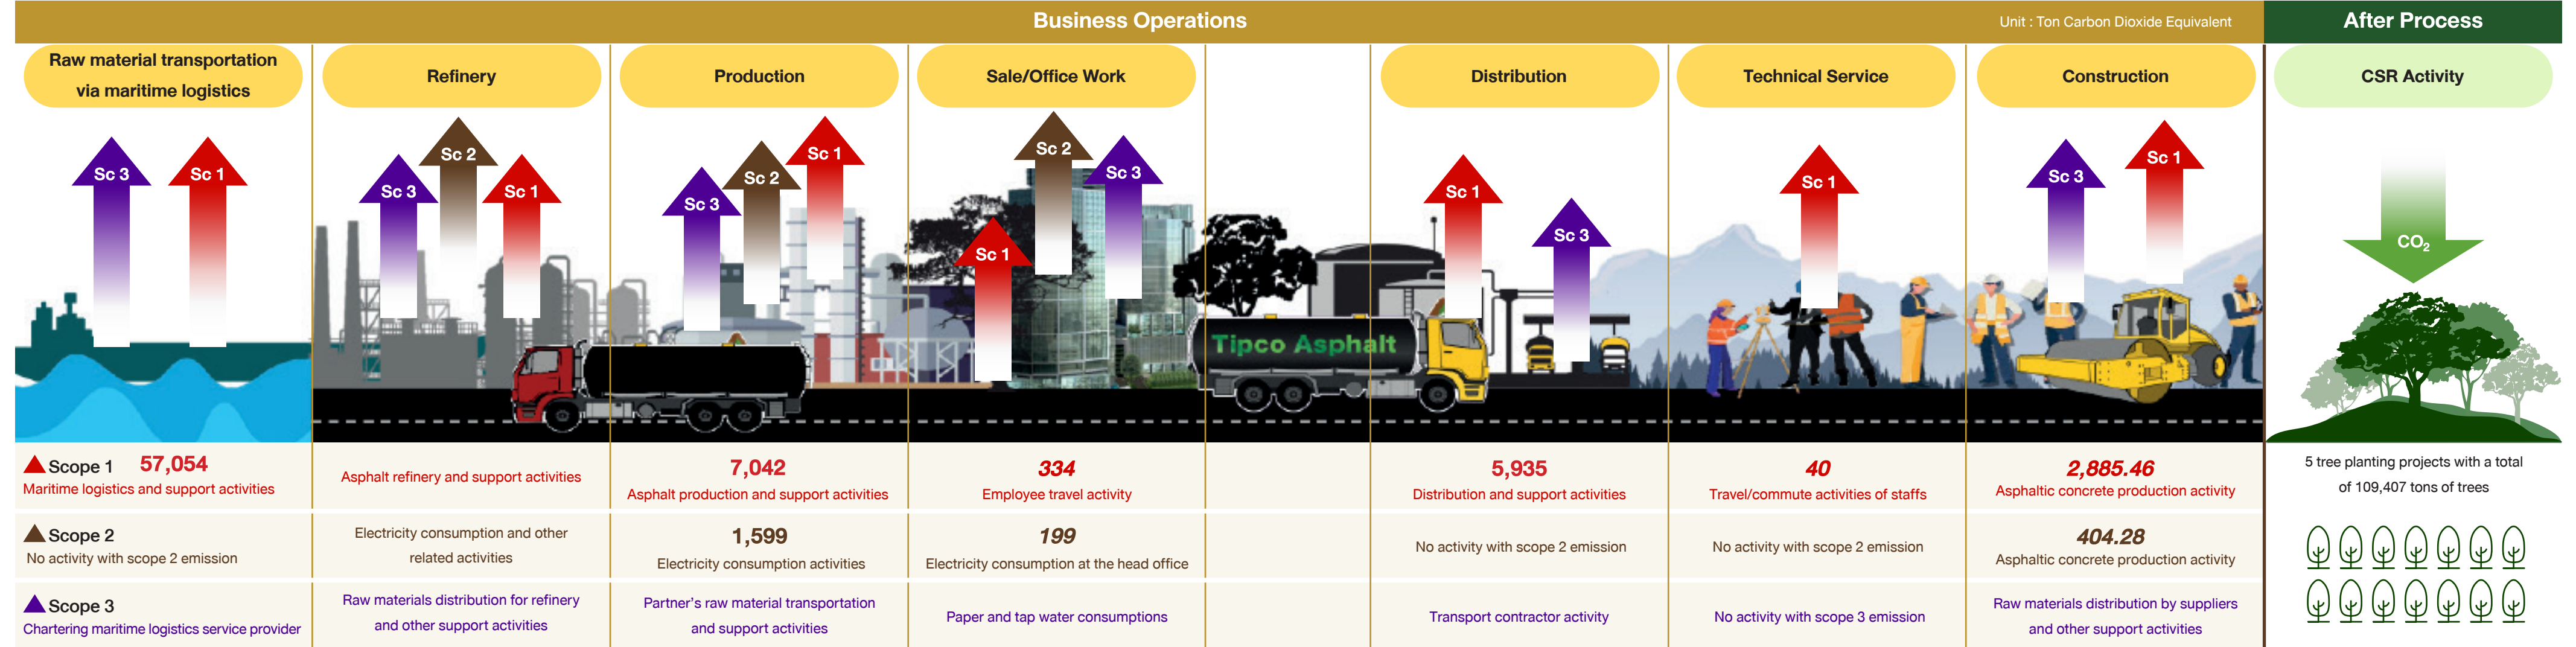 Business Operations
Unit : Ton Carbon Dioxide Equivalent
After Process
Raw material transportation
via maritime logistics
Refinery
Production
Sale/Office Work
Distribution
Technical Service
Construction
CSR Activity
Sc 3
Sc 1
Sc 3
Sc 2
Sc 1
Sc 3
Sc 2
Sc 1
Sc 1
Sc 2
Sc 3
Sc 1
Sc 3
Sc 1
Sc 3
Sc 1
CO₂
Tipco Asphalt
Scope 1 57,054
Maritime logistics and support activities
Asphalt refinery and support activities
7,042
Asphalt production and support activities
334
Employee travel activity
5,935
Distribution and support activities
40
Travel/commute activities of staffs
2,885.46
Asphaltic concrete production activity
5 tree planting projects with a total
of 109,407 tons of trees
Scope 2
No activity with scope 2 emission
Electricity consumption and other
related activities
1,599
Electricity consumption activities
199
Electricity consumption at the head office
No activity with scope 2 emission
No activity with scope 2 emission
404.28
Asphaltic concrete production activity
Scope 3
Chartering maritime logistics service provider
Raw materials distribution for refinery
and other support activities
Partner's raw material transportation
and support activities
Paper and tap water consumptions
Transport contractor activity
No activity with scope 3 emission
Raw materials distribution by suppliers
and other support activities